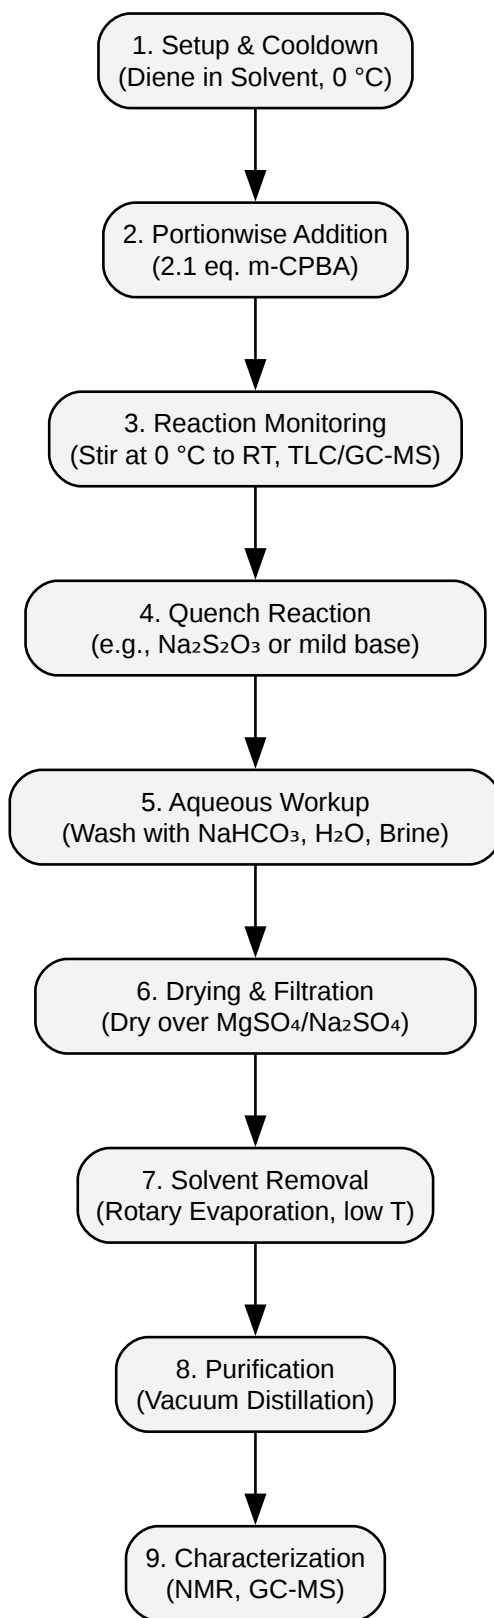 1. Setup & Cooldown
(Diene in Solvent, 0 °C)
2. Portionwise Addition
(2.1 eq. m-CPBA)
3. Reaction Monitoring
(Stir at 0 °C to RT, TLC/GC-MS)
4. Quench Reaction
(e.g., Na₂S₂O₃ or mild base)
5. Aqueous Workup
(Wash with NaHCO₃, H₂O, Brine)
6. Drying & Filtration
(Dry over MgSO₄/Na₂SO₄)
7. Solvent Removal
(Rotary Evaporation, low T)
8. Purification
(Vacuum Distillation)
9. Characterization
(NMR, GC-MS)